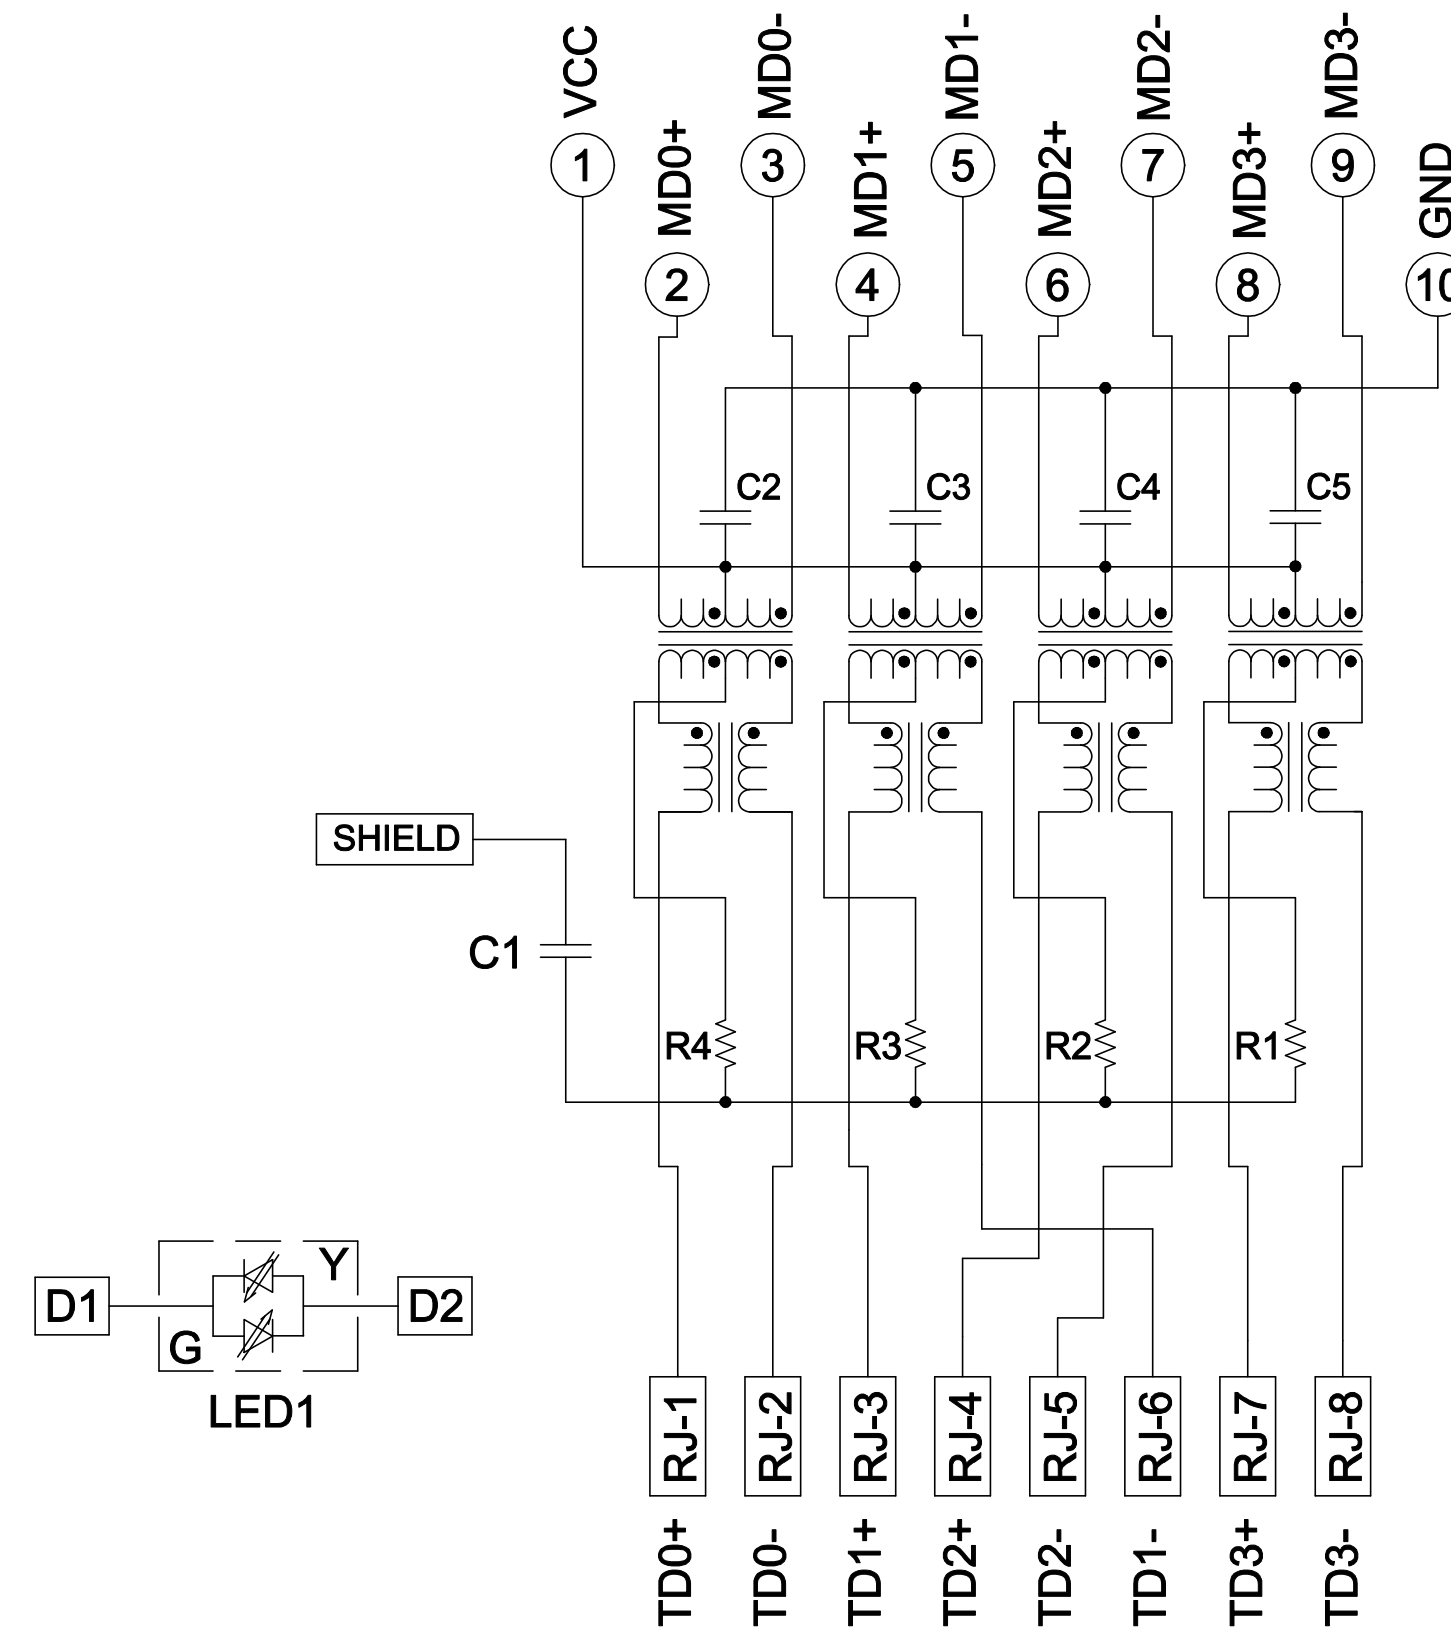 VCC
MD0-
MD1-
MD2-
MD3-
1
MD0+
3
MD1+
5
MD2+
7
MD3+
9
GND
2
4
6
8
10
C2
C3
C4
C5
SHIELD
C1
R4
R3
R2
R1
Y
D1
D2
G
LED1
RJ-1
RJ-2
RJ-3
RJ-4
RJ-5
RJ-6
RJ-7
RJ-8
TD0+
TD0-
TD1+
TD2+
TD2-
TD1-
TD3+
TD3-